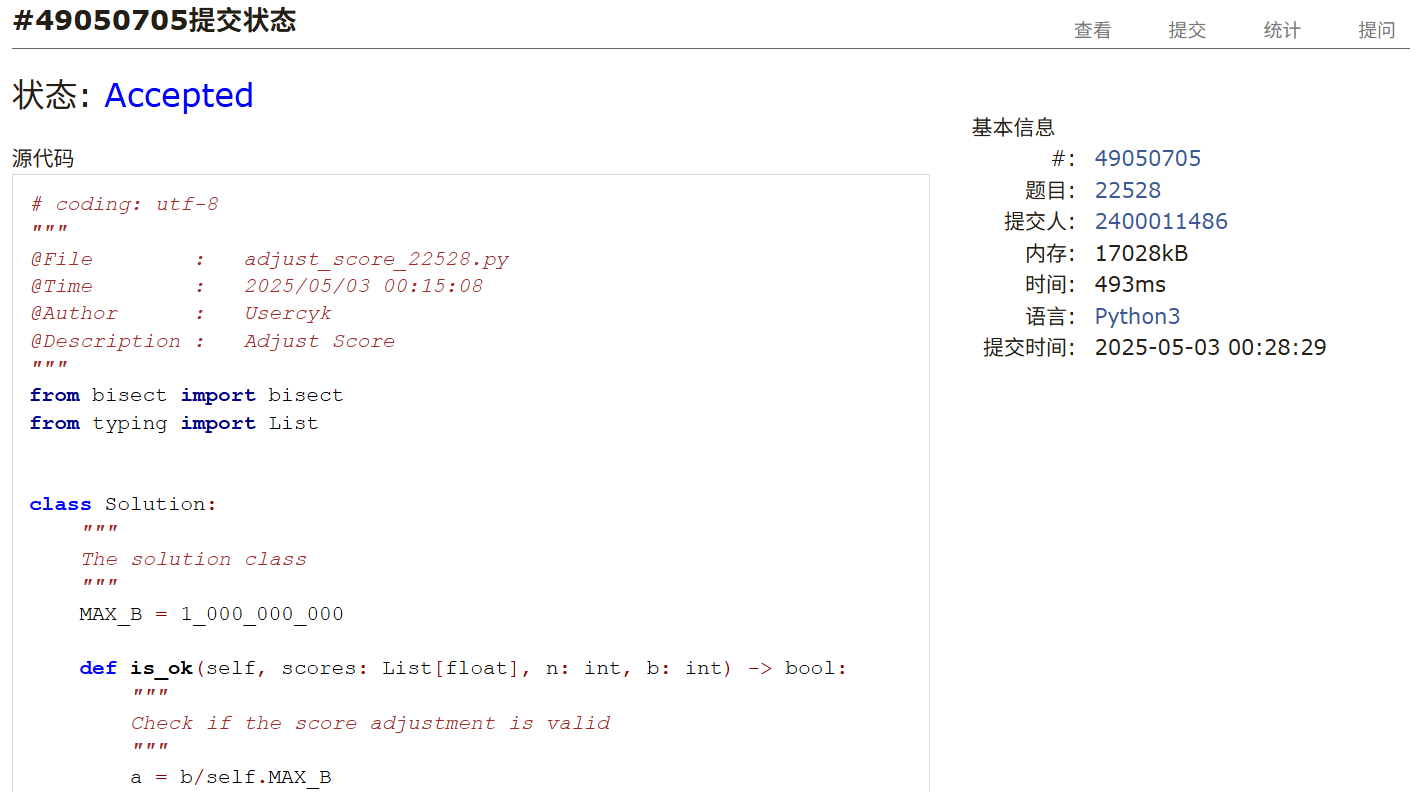 #49050705提交状态
查看 提交 统计 提问
状态: Accepted
源代码
# coding: utf-8
"""
@File        :   adjust_score_22528.py
@Time        :   2025/05/03 00:15:08
@Author      :   Usercyk
@Description :   Adjust Score
"""
from bisect import bisect
from typing import List
class Solution:
    """
    The solution class
    """
    MAX_B = 1_000_000_000
    def is_ok(self, scores: List[float], n: int, b: int) -> bool:
        """
        Check if the score adjustment is valid
        """
        a = b/self.MAX_B
基本信息
#: 49050705
题目: 22528
提交人: 2400011486
内存: 17028kB
时间: 493ms
语言: Python3
提交时间: 2025-05-03 00:28:29